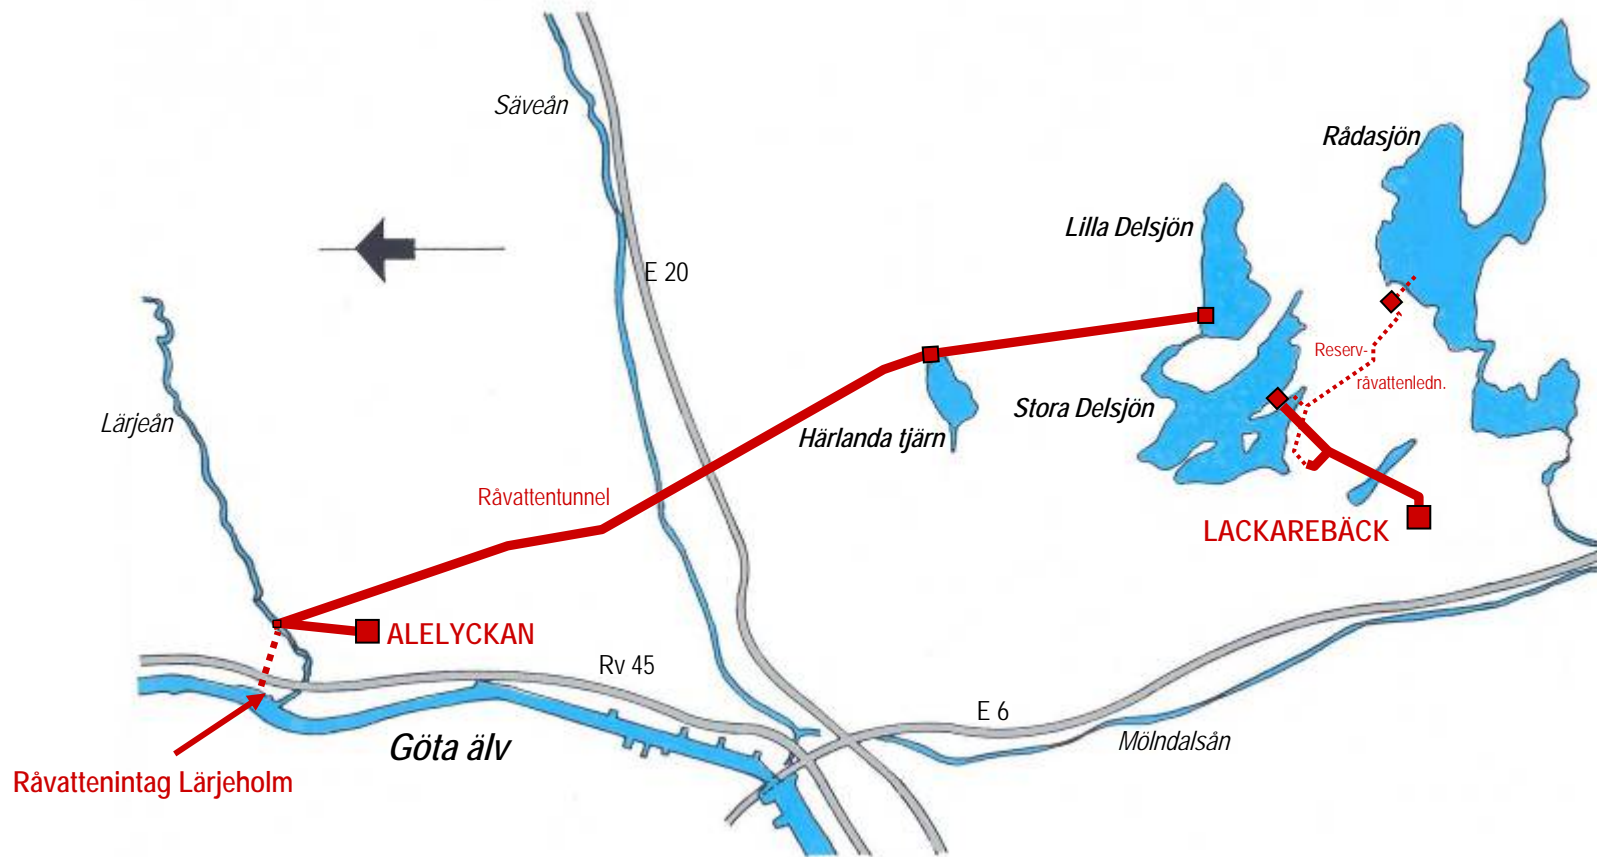 Säveån
Rådasjön
Lilla Delsjön
E 20
Reserv-
råvattenledn.
Stora Delsjön
Lärjeån
Härlanda tjärn
Råvattentunnel
LACKAREBÄCK
ALELYCKAN
Rv 45
E 6
Göta älv
Mölndalsån
Råvattenintag Lärjeholm